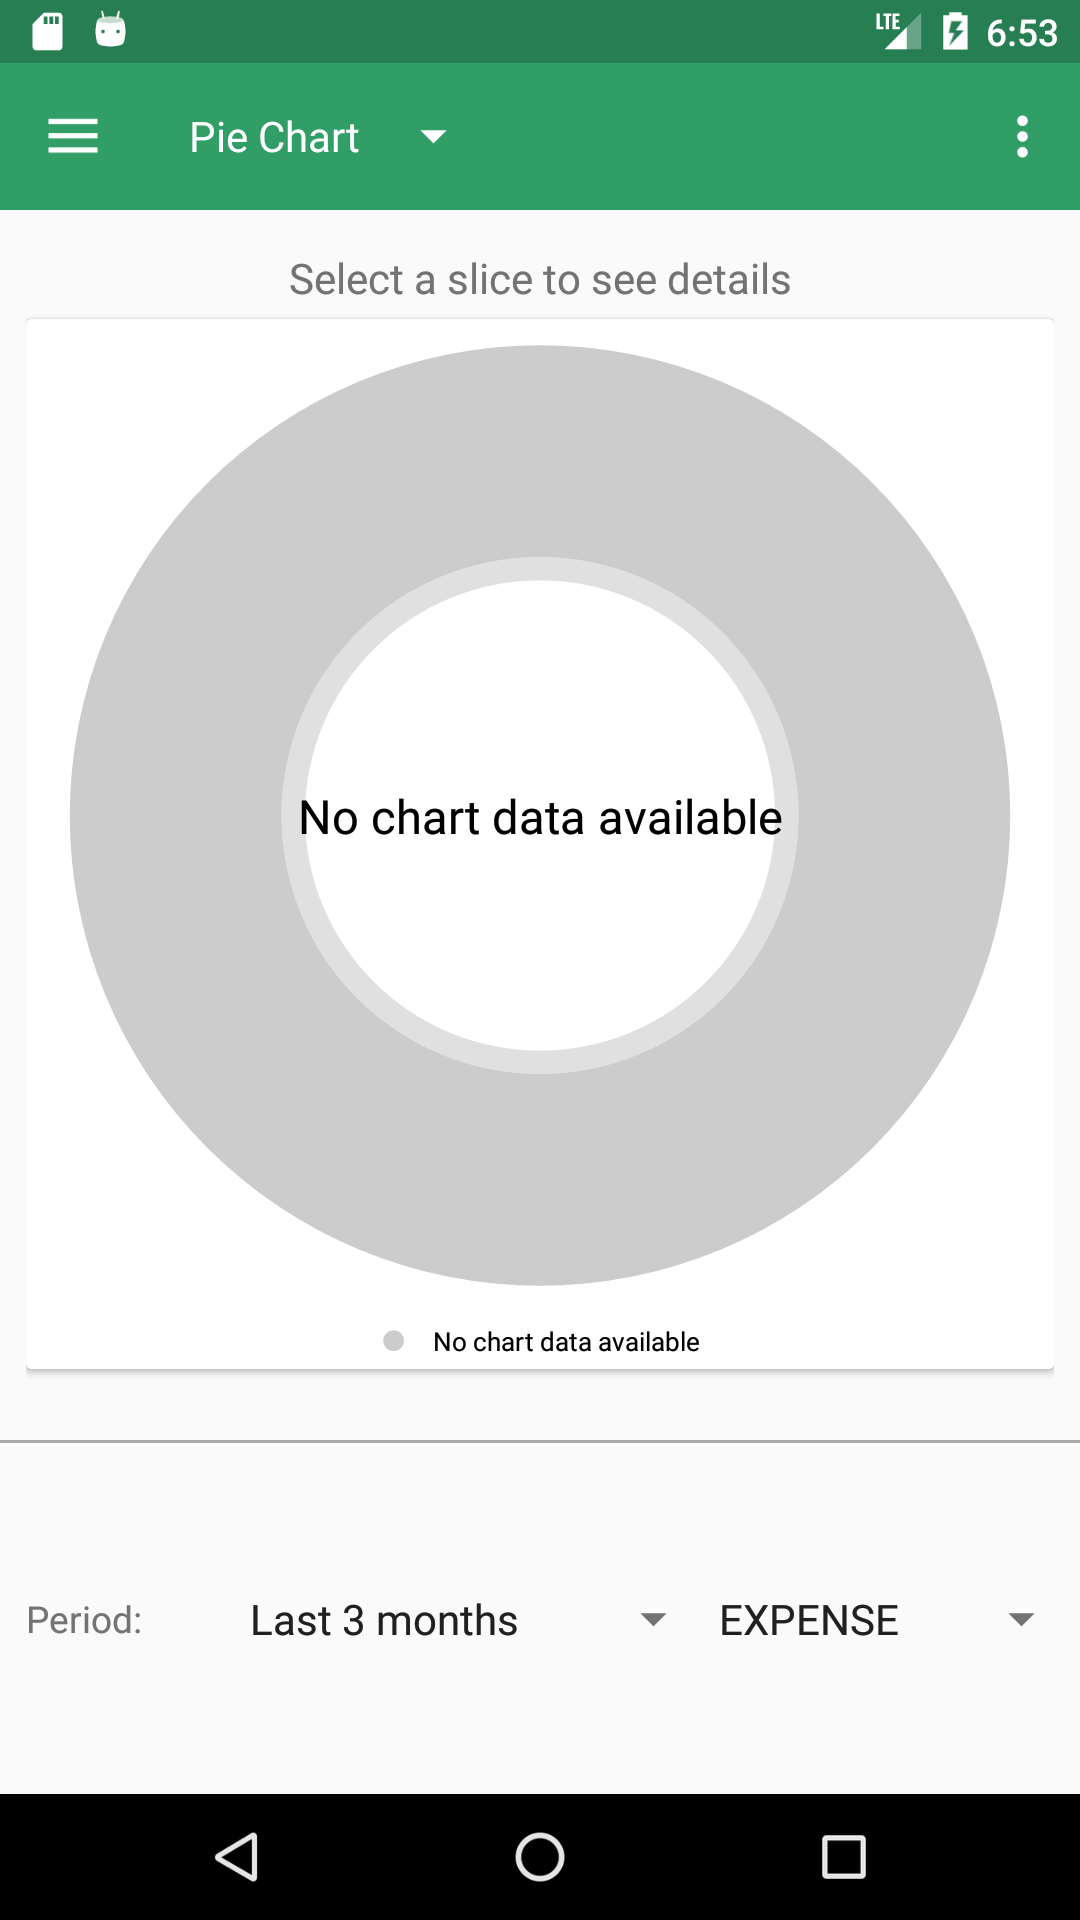 LTE 6:53
Pie Chart
Select a slice to see details
No chart data available
No chart data available
Period: Last 3 months EXPENSE